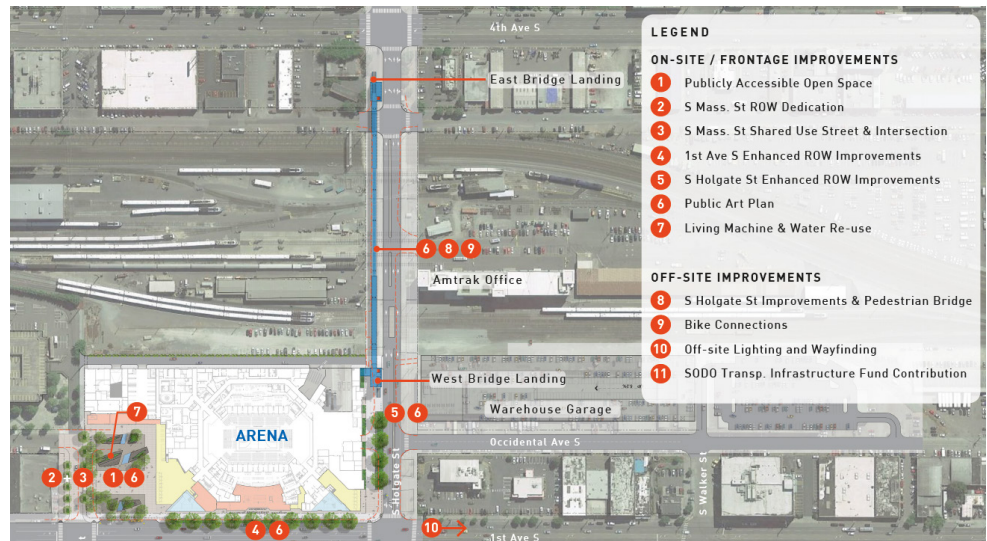 4th Ave S
East Bridge Landing
6 8 9
Amtrak Office
West Bridge Landing
7
5 6
Warehouse Garage
ARENA
Occidental Ave S
2 + 3 1 6
S Holgate St
S Walker St
4 6
10
1st Ave S
LEGEND
ON-SITE / FRONTAGE IMPROVEMENTS
1 Publicly Accessible Open Space
2 S Mass. St ROW Dedication
3 S Mass. St Shared Use Street & Intersection
4 1st Ave S Enhanced ROW Improvements
5 S Holgate St Enhanced ROW Improvements
6 Public Art Plan
7 Living Machine & Water Re-use
OFF-SITE IMPROVEMENTS
8 S Holgate St Improvements & Pedestrian Bridge
9 Bike Connections
10 Off-site Lighting and Wayfinding
11 SODO Transp. Infrastructure Fund Contribution